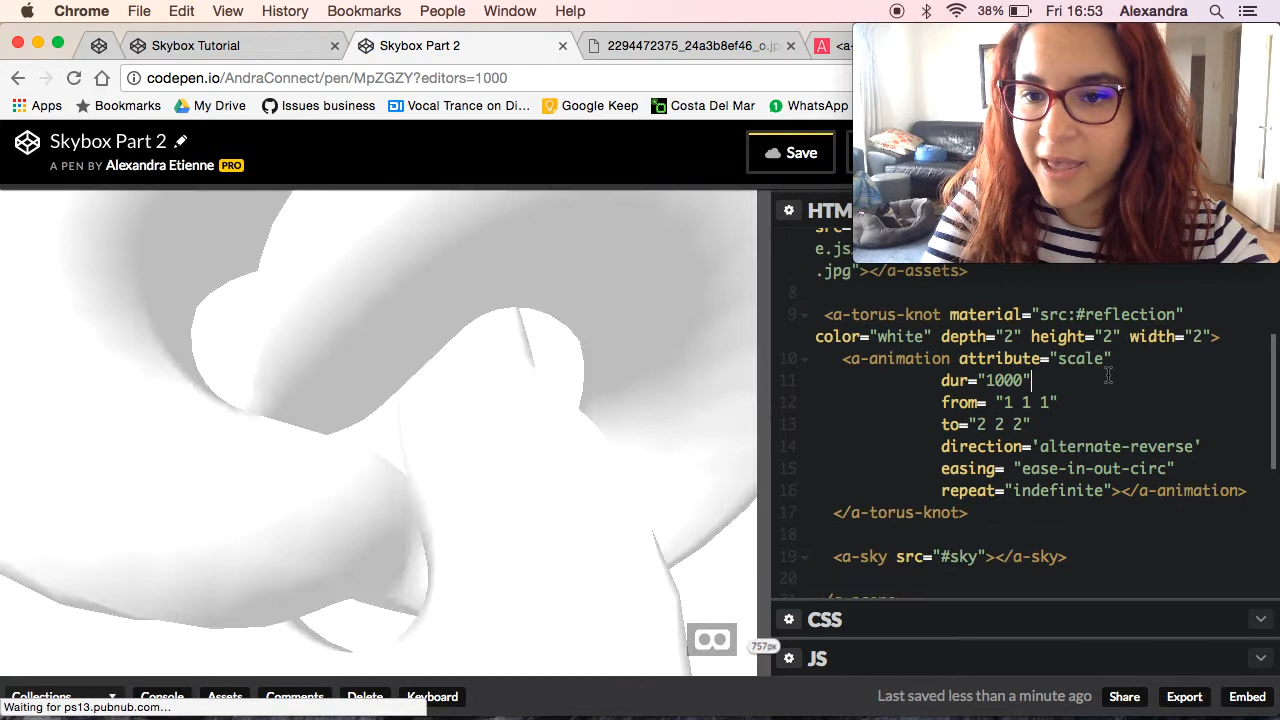 Chrome File Edit View History Bookmarks People Window Help 38% Fri 16:53 Alexandra
Skybox Tutorial × Skybox Part 2 × 2294472375_24a3b8ef46_o.jp × A <a-
codepen.io/AndraConnect/pen/MpZGZY?editors=1000
Apps Bookmarks My Drive Issues business Vocal Trance on Di... Google Keep Costa Del Mar 1 WhatsApp
Skybox Part 2
A PEN BY Alexandra Etienne PRO
Save
HTM
e.js
.jpg"></a-assets>
8
9 <a-torus-knot material="src:#reflection"
color="white" depth="2" height="2" width="2">
10 <a-animation attribute="scale"
11 dur="1000"
12 from= "1 1 1"
13 to="2 2 2"
14 direction='alternate-reverse'
15 easing= "ease-in-out-circ"
16 repeat="indefinite"></a-animation>
17 </a-torus-knot>
18
19 <a-sky src="#sky"></a-sky>
20
757px
CSS
JS
Collections Console Assets Comments Delete Keyboard
Last saved less than a minute ago Share Export Embed
Waiting for ps13.pubnub.com...